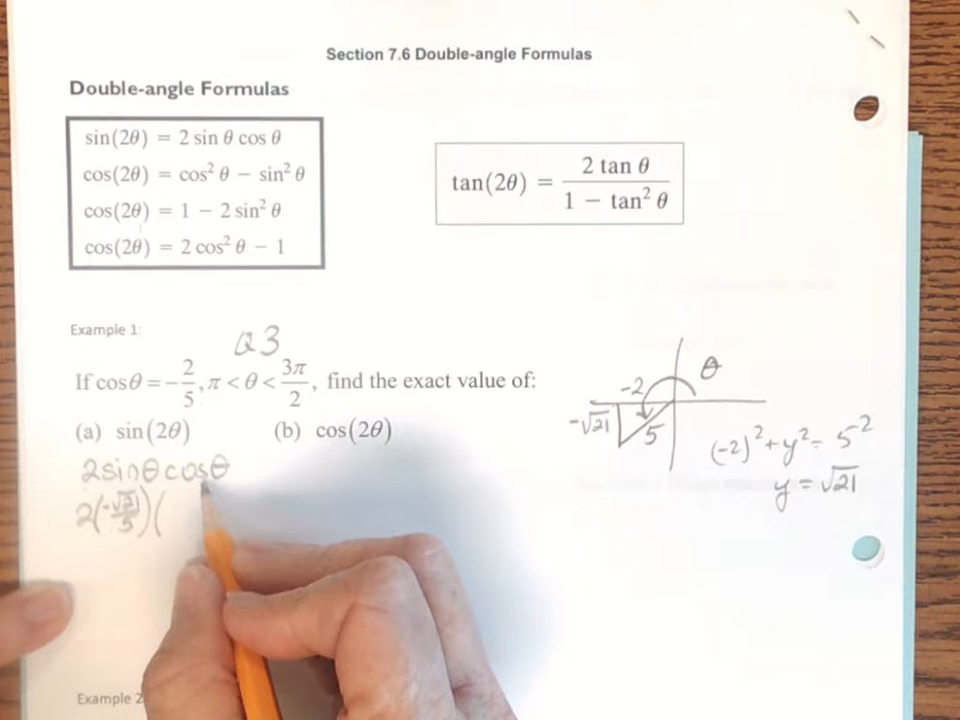 Section 7.6 Double-angle Formulas
Double-angle Formulas
sin(2θ) = 2 sin θ cos θ
cos(2θ) = cos² θ − sin² θ
cos(2θ) = 1 − 2 sin² θ
cos(2θ) = 2 cos² θ − 1
tan(2θ) = 2 tan θ / 1 − tan² θ
Example 1:
Q3
If cosθ = −2/5, π < θ < 3π/2, find the exact value of:
(a) sin(2θ) (b) cos(2θ)
2sinθcosθ
2(-√21/5)(
θ
-2
-√21
5
(-2)²+y²=5²
y=√21
Example 2